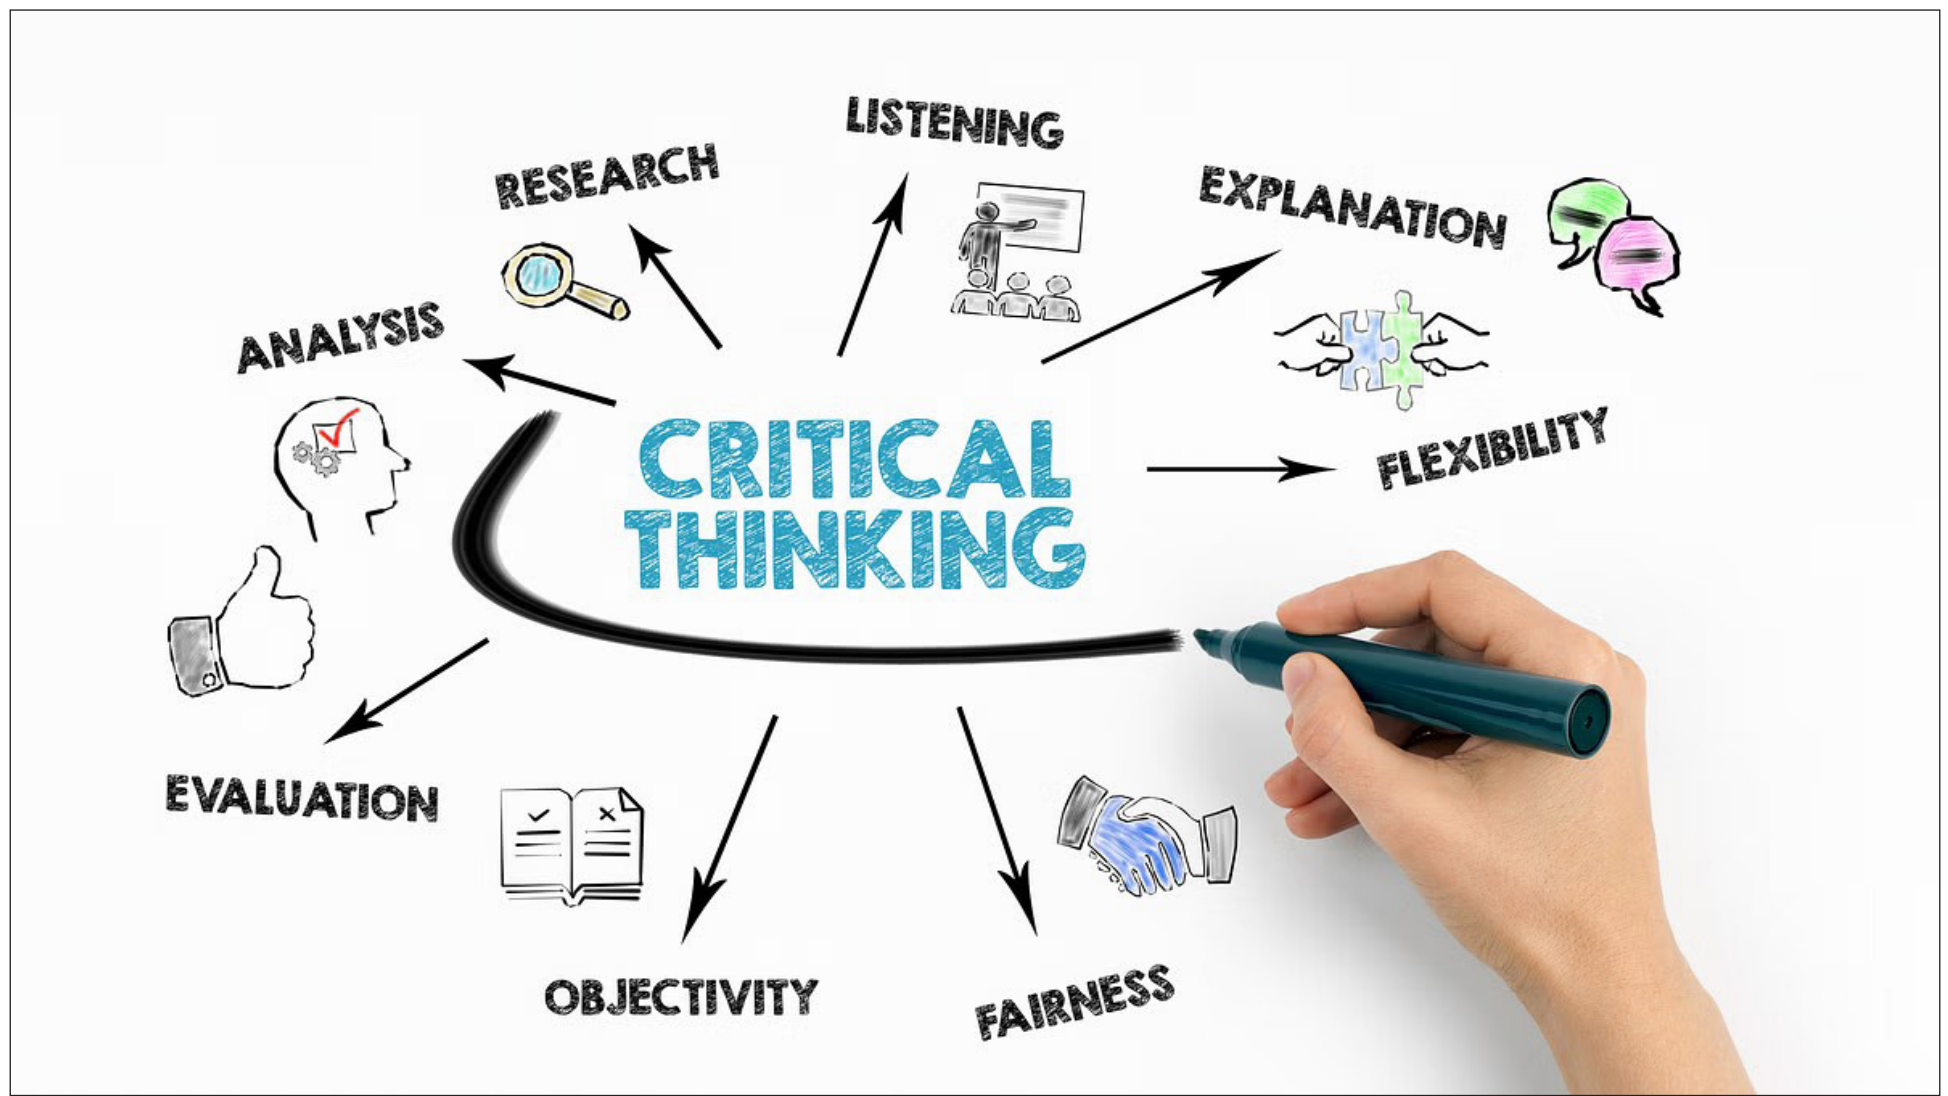 LISTENING
RESEARCH
EXPLANATION
ANALYSIS
CRITICAL
THINKING
FLEXIBILITY
EVALUATION
OBJECTIVITY
FAIRNESS